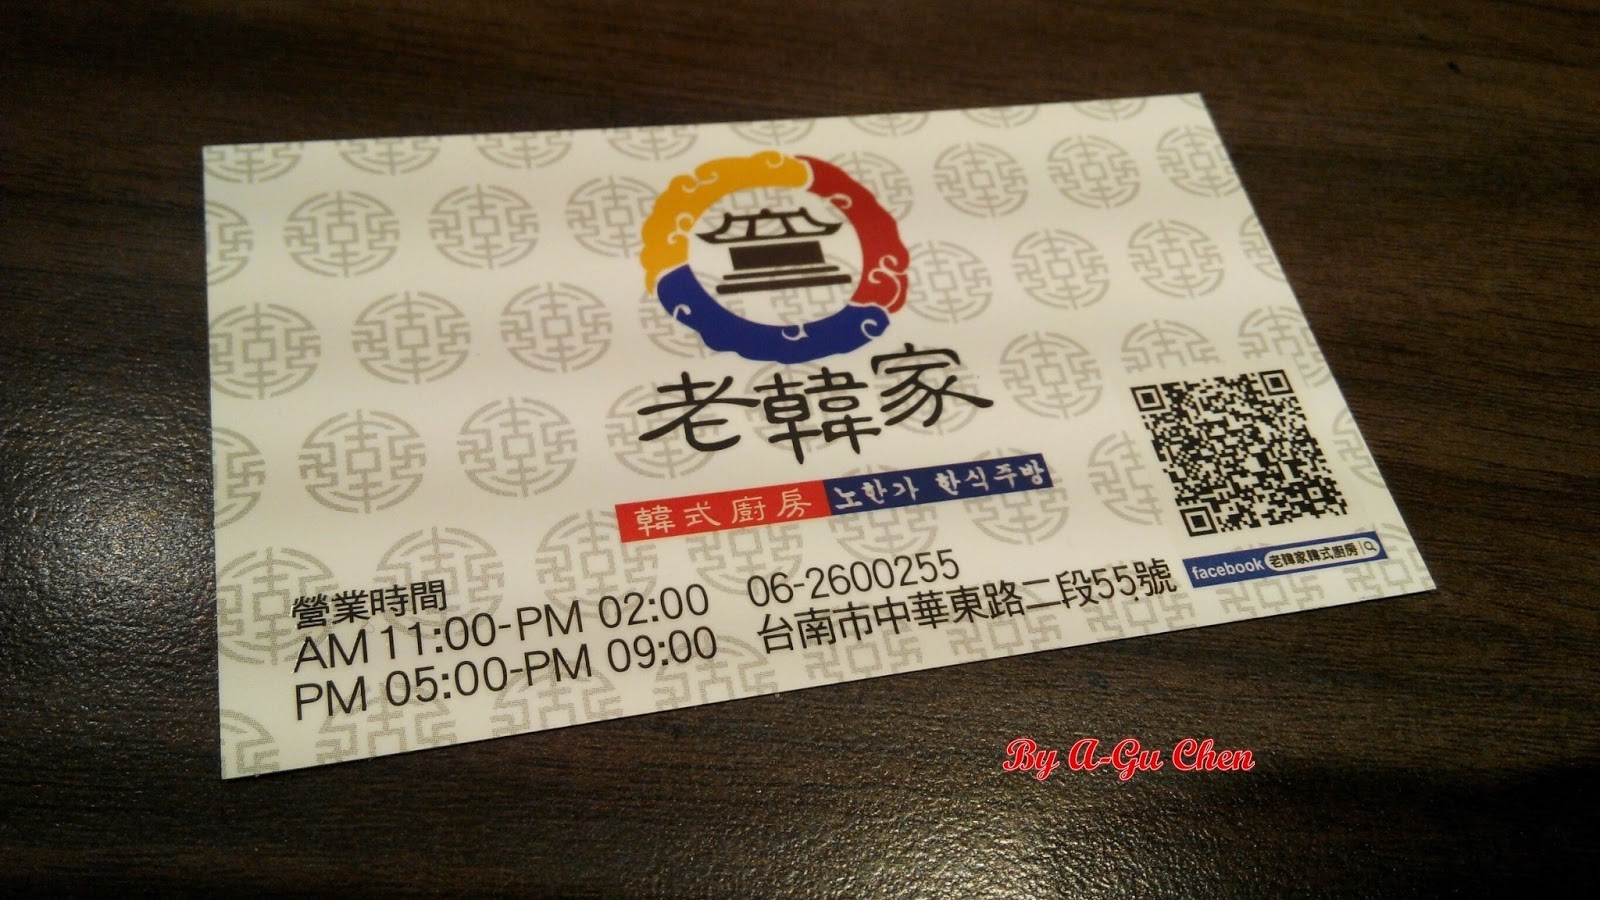 老韓家
韓式廚房 노한가 한식주방
營業時間
AM 11:00-PM 02:00
PM 05:00-PM 09:00
06-2600255
台南市中華東路二段55號
facebook 老韓家韓式廚房
By A-Gu Chen